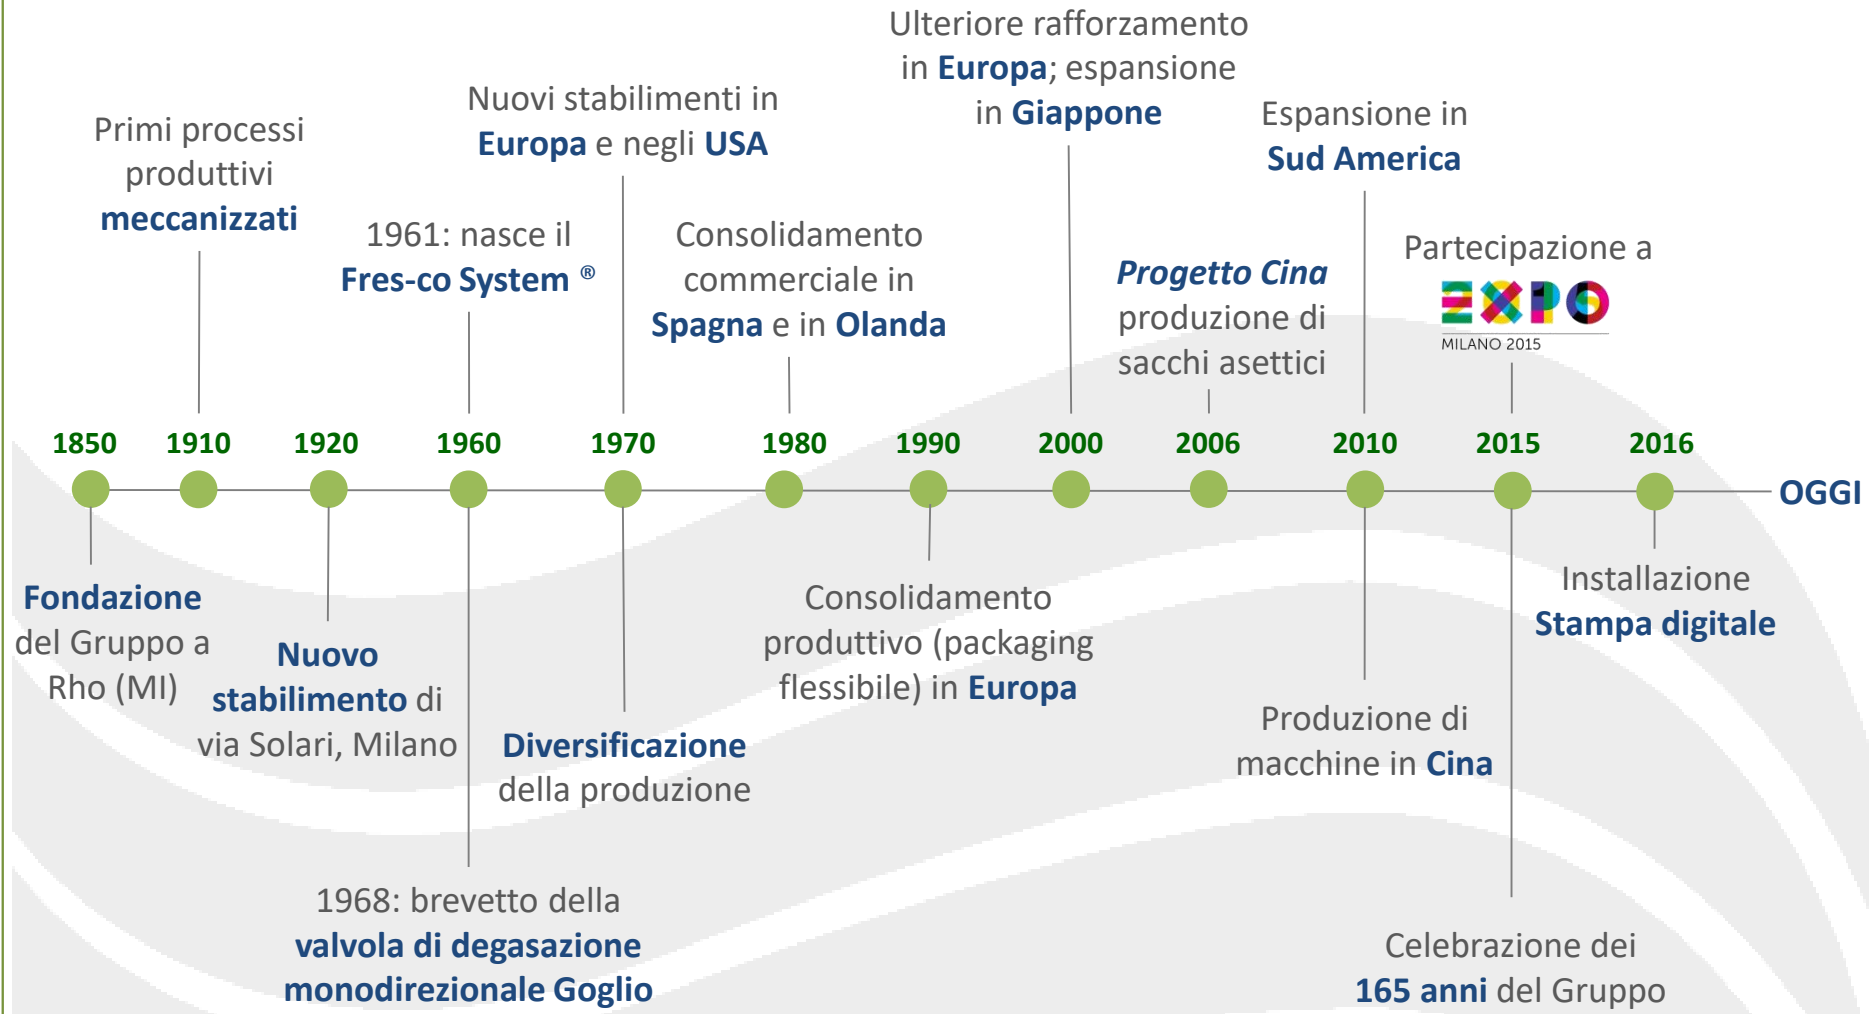 Ulteriore rafforzamento
in Europa; espansione
in Giappone
Nuovi stabilimenti in
Europa e negli USA
Espansione in
Sud America
Primi processi
produttivi
meccanizzati
1961: nasce il
Fres-co System ®
Consolidamento
commerciale in
Spagna e in Olanda
Progetto Cina
produzione di
sacchi asettici
Partecipazione a
2015
EXPO
MILANO 2015
1850 1910 1920 1960 1970 1980 1990 2000 2006 2010 2015 2016
OGGI
Fondazione
del Gruppo a
Rho (MI)
Nuovo
stabilimento di
via Solari, Milano
Diversificazione
della produzione
Consolidamento
produttivo (packaging
flessibile) in Europa
Installazione
Stampa digitale
Produzione di
macchine in Cina
1968: brevetto della
valvola di degasazione
monodirezionale Goglio
Celebrazione dei
165 anni del Gruppo